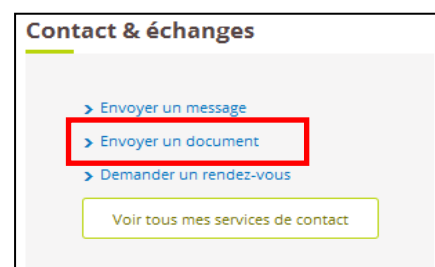 Contact & échanges
> Envoyer un message
> Envoyer un document
> Demander un rendez-vous
Voir tous mes services de contact